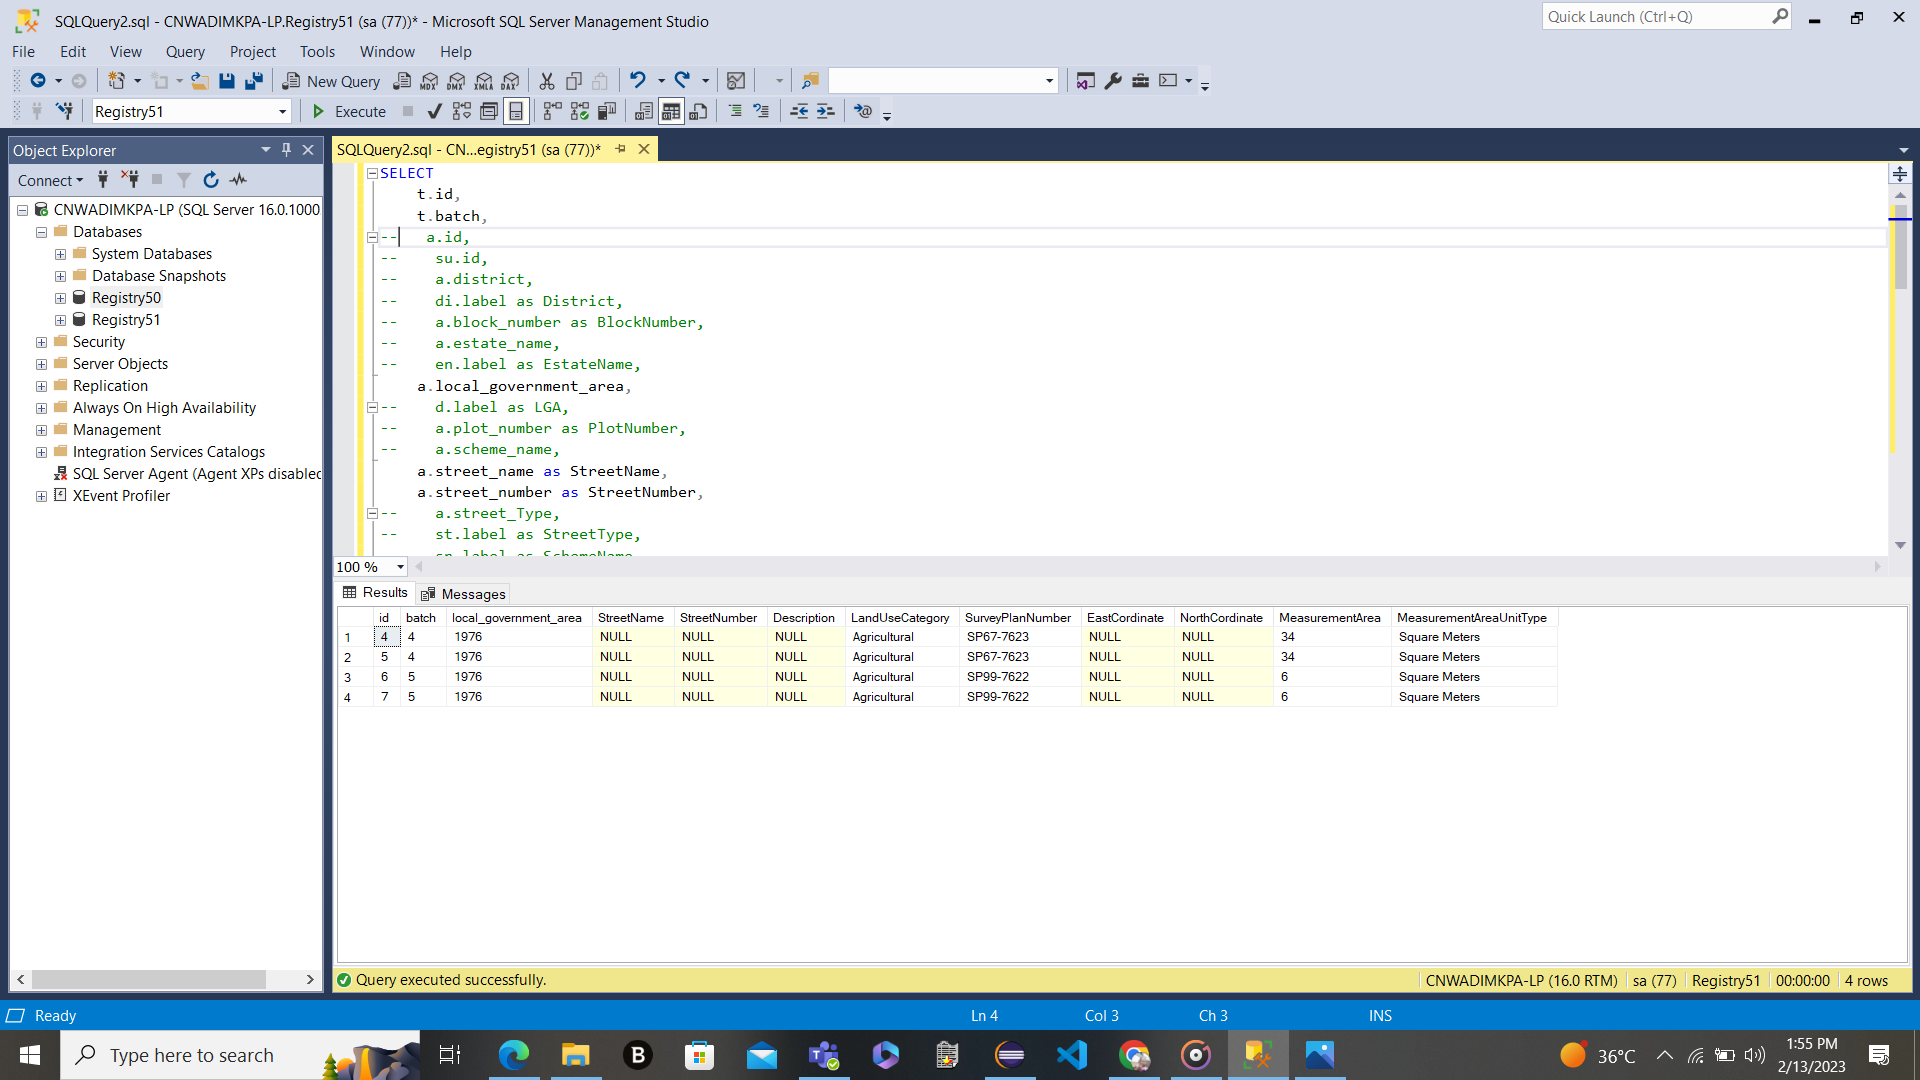 SQLQuery2.sql - CNWADIMKPA-LP.Registry51 (sa (77))* - Microsoft SQL Server Management Studio
Quick Launch (Ctrl+Q)
File Edit View Query Project Tools Window Help
New Query
MDX DMX XMLA DAX
Registry51
Execute
Object Explorer
SQLQuery2.sql - CN...egistry51 (sa (77))*
Connect
CNWADIMKPA-LP (SQL Server 16.0.1000
Databases
System Databases
Database Snapshots
Registry50
Registry51
Security
Server Objects
Replication
Always On High Availability
Management
Integration Services Catalogs
SQL Server Agent (Agent XPs disabled
XEvent Profiler
SELECT
t.id,
t.batch,
-- a.id,
-- su.id,
-- a.district,
-- di.label as District,
-- a.block_number as BlockNumber,
-- a.estate_name,
-- en.label as EstateName,
a.local_government_area,
-- d.label as LGA,
-- a.plot_number as PlotNumber,
-- a.scheme_name,
a.street_name as StreetName,
a.street_number as StreetNumber,
-- a.street_Type,
-- st.label as StreetType,
100 %
Results Messages
id batch local_government_area StreetName StreetNumber Description LandUseCategory SurveyPlanNumber EastCordinate NorthCordinate MeasurementArea MeasurementAreaUnitType
1 4 4 1976 NULL NULL NULL Agricultural SP67-7623 NULL NULL 34 Square Meters
2 5 4 1976 NULL NULL NULL Agricultural SP67-7623 NULL NULL 34 Square Meters
3 6 5 1976 NULL NULL NULL Agricultural SP99-7622 NULL NULL 6 Square Meters
4 7 5 1976 NULL NULL NULL Agricultural SP99-7622 NULL NULL 6 Square Meters
Query executed successfully.
CNWADIMKPA-LP (16.0 RTM) sa (77) Registry51 00:00:00 4 rows
Ready
Ln 4 Col 3 Ch 3 INS
Type here to search
B
36°C
1:55 PM
2/13/2023